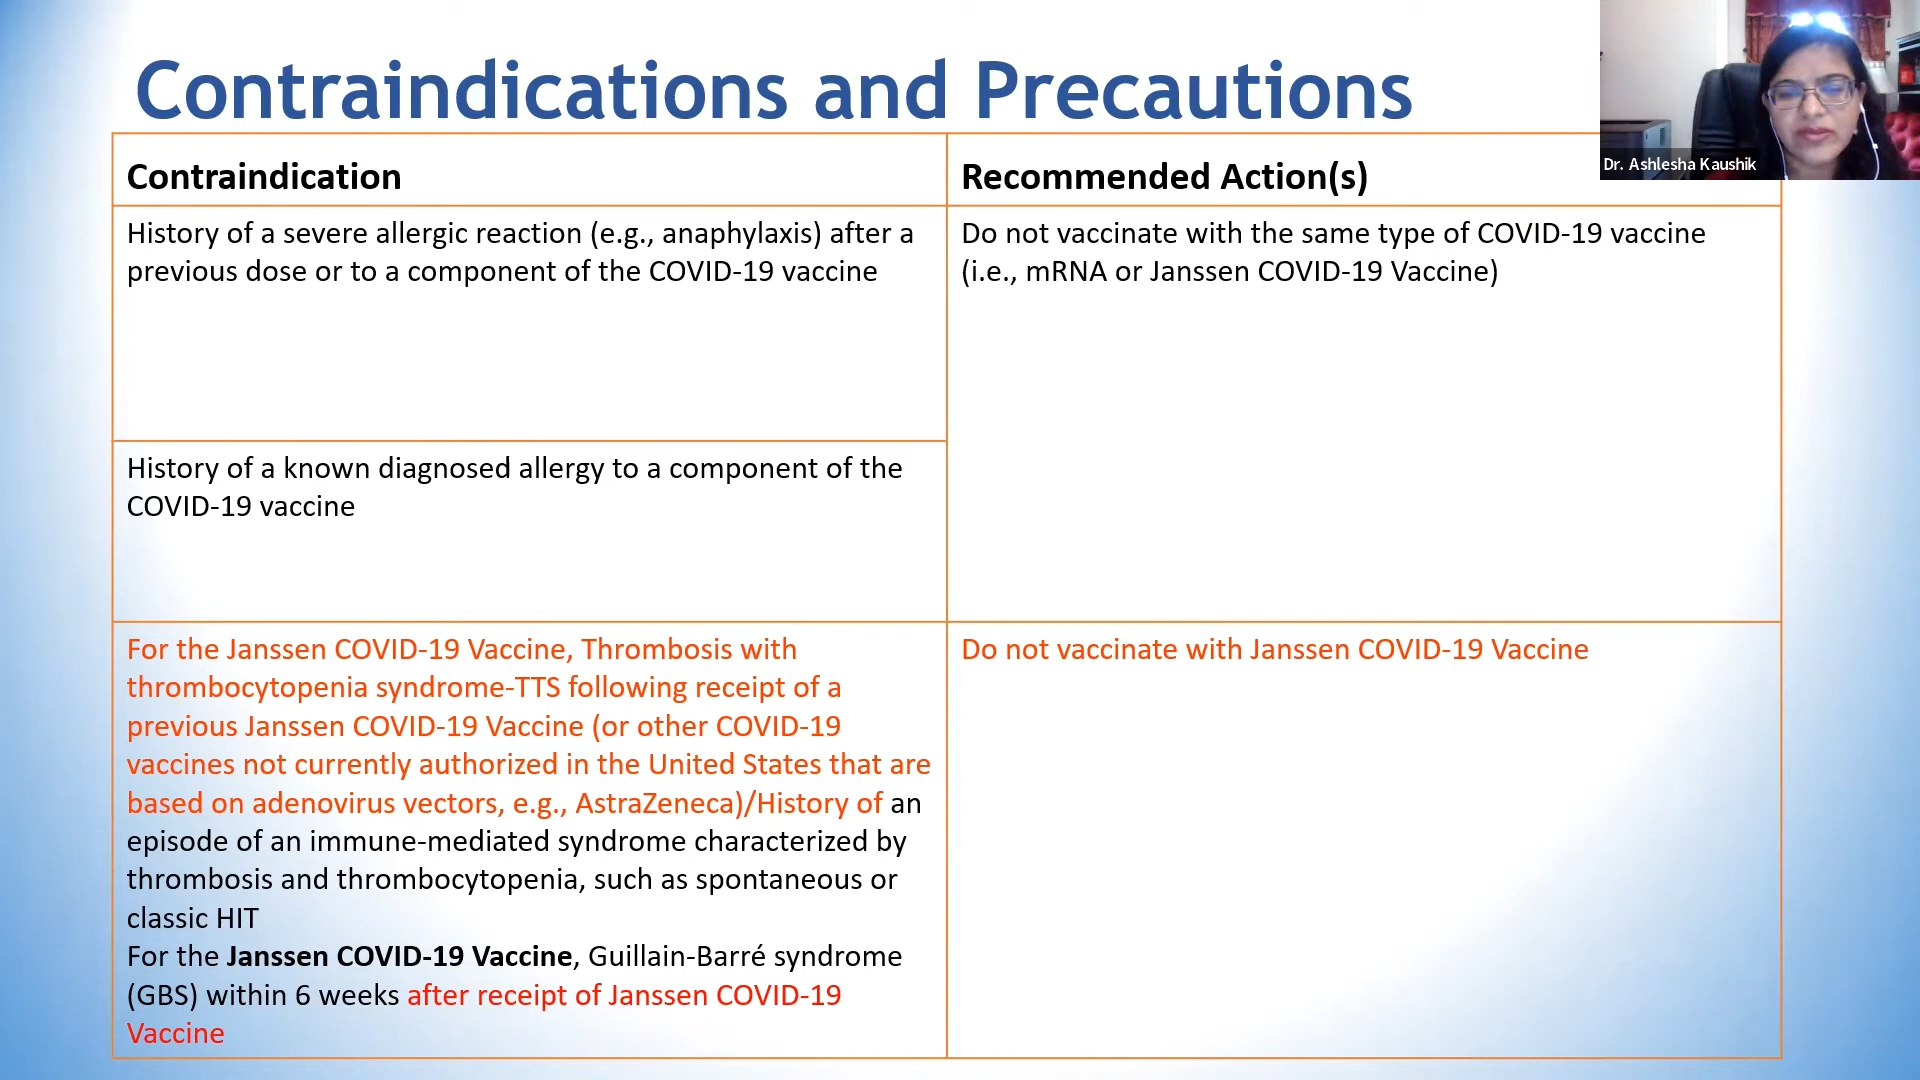 Contraindications and Precautions
Dr. Ashlesha Kaushik
Contraindication
Recommended Action(s)
History of a severe allergic reaction (e.g., anaphylaxis) after a
previous dose or to a component of the COVID-19 vaccine
Do not vaccinate with the same type of COVID-19 vaccine
(i.e., mRNA or Janssen COVID-19 Vaccine)
History of a known diagnosed allergy to a component of the
COVID-19 vaccine
For the Janssen COVID-19 Vaccine, Thrombosis with
thrombocytopenia syndrome-TTS following receipt of a
previous Janssen COVID-19 Vaccine (or other COVID-19
vaccines not currently authorized in the United States that are
based on adenovirus vectors, e.g., AstraZeneca)/History of an
episode of an immune-mediated syndrome characterized by
thrombosis and thrombocytopenia, such as spontaneous or
classic HIT
For the Janssen COVID-19 Vaccine, Guillain-Barré syndrome
(GBS) within 6 weeks after receipt of Janssen COVID-19
Vaccine
Do not vaccinate with Janssen COVID-19 Vaccine